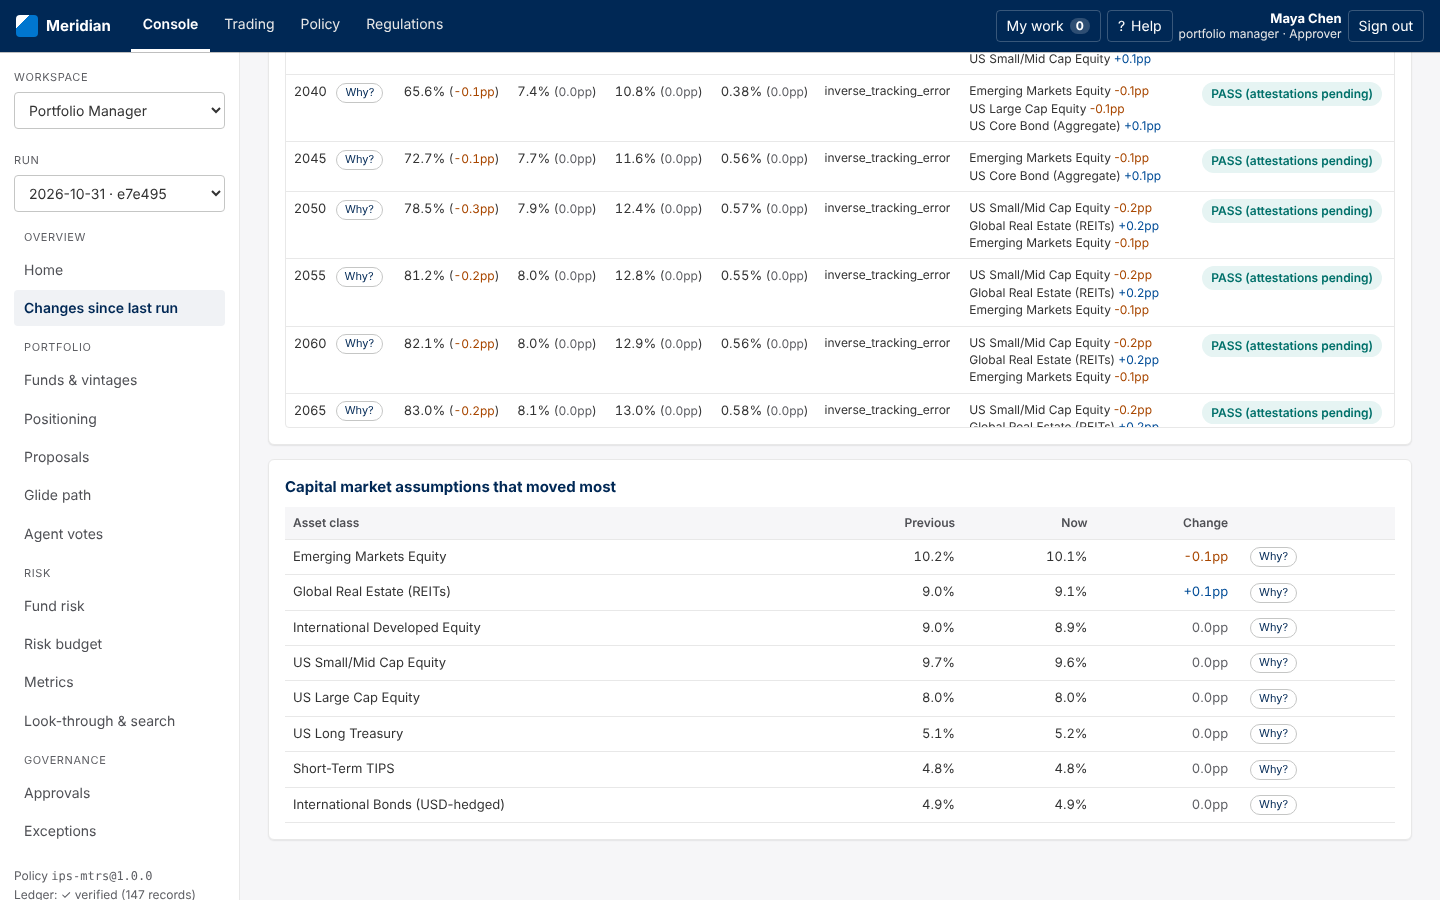 Meridian
Console
Trading
Policy
Regulations
My work 0
? Help
Maya Chen
portfolio manager · Approver
Sign out
WORKSPACE
Portfolio Manager
RUN
2026-10-31 · e7e495
OVERVIEW
Home
Changes since last run
PORTFOLIO
Funds & vintages
Positioning
Proposals
Glide path
Agent votes
RISK
Fund risk
Risk budget
Metrics
Look-through & search
GOVERNANCE
Approvals
Exceptions
Policy ips-mtrs@1.0.0
Ledger: ✓ verified (147 records)
US Small/Mid Cap Equity +0.1pp
2040 Why? 65.6% (-0.1pp) 7.4% (0.0pp) 10.8% (0.0pp) 0.38% (0.0pp) inverse_tracking_error Emerging Markets Equity -0.1pp PASS (attestations pending)
US Large Cap Equity -0.1pp
US Core Bond (Aggregate) +0.1pp
2045 Why? 72.7% (-0.1pp) 7.7% (0.0pp) 11.6% (0.0pp) 0.56% (0.0pp) inverse_tracking_error Emerging Markets Equity -0.1pp PASS (attestations pending)
US Core Bond (Aggregate) +0.1pp
2050 Why? 78.5% (-0.3pp) 7.9% (0.0pp) 12.4% (0.0pp) 0.57% (0.0pp) inverse_tracking_error US Small/Mid Cap Equity -0.2pp PASS (attestations pending)
Global Real Estate (REITs) +0.2pp
Emerging Markets Equity -0.1pp
2055 Why? 81.2% (-0.2pp) 8.0% (0.0pp) 12.8% (0.0pp) 0.55% (0.0pp) inverse_tracking_error US Small/Mid Cap Equity -0.2pp PASS (attestations pending)
Global Real Estate (REITs) +0.2pp
Emerging Markets Equity -0.1pp
2060 Why? 82.1% (-0.2pp) 8.0% (0.0pp) 12.9% (0.0pp) 0.56% (0.0pp) inverse_tracking_error US Small/Mid Cap Equity -0.2pp PASS (attestations pending)
Global Real Estate (REITs) +0.2pp
Emerging Markets Equity -0.1pp
2065 Why? 83.0% (-0.2pp) 8.1% (0.0pp) 13.0% (0.0pp) 0.58% (0.0pp) inverse_tracking_error US Small/Mid Cap Equity -0.2pp PASS (attestations pending)
Global Real Estate (REITs) +0.2pp
Capital market assumptions that moved most
Asset class Previous Now Change
Emerging Markets Equity 10.2% 10.1% -0.1pp Why?
Global Real Estate (REITs) 9.0% 9.1% +0.1pp Why?
International Developed Equity 9.0% 8.9% 0.0pp Why?
US Small/Mid Cap Equity 9.7% 9.6% 0.0pp Why?
US Large Cap Equity 8.0% 8.0% 0.0pp Why?
US Long Treasury 5.1% 5.2% 0.0pp Why?
Short-Term TIPS 4.8% 4.8% 0.0pp Why?
International Bonds (USD-hedged) 4.9% 4.9% 0.0pp Why?